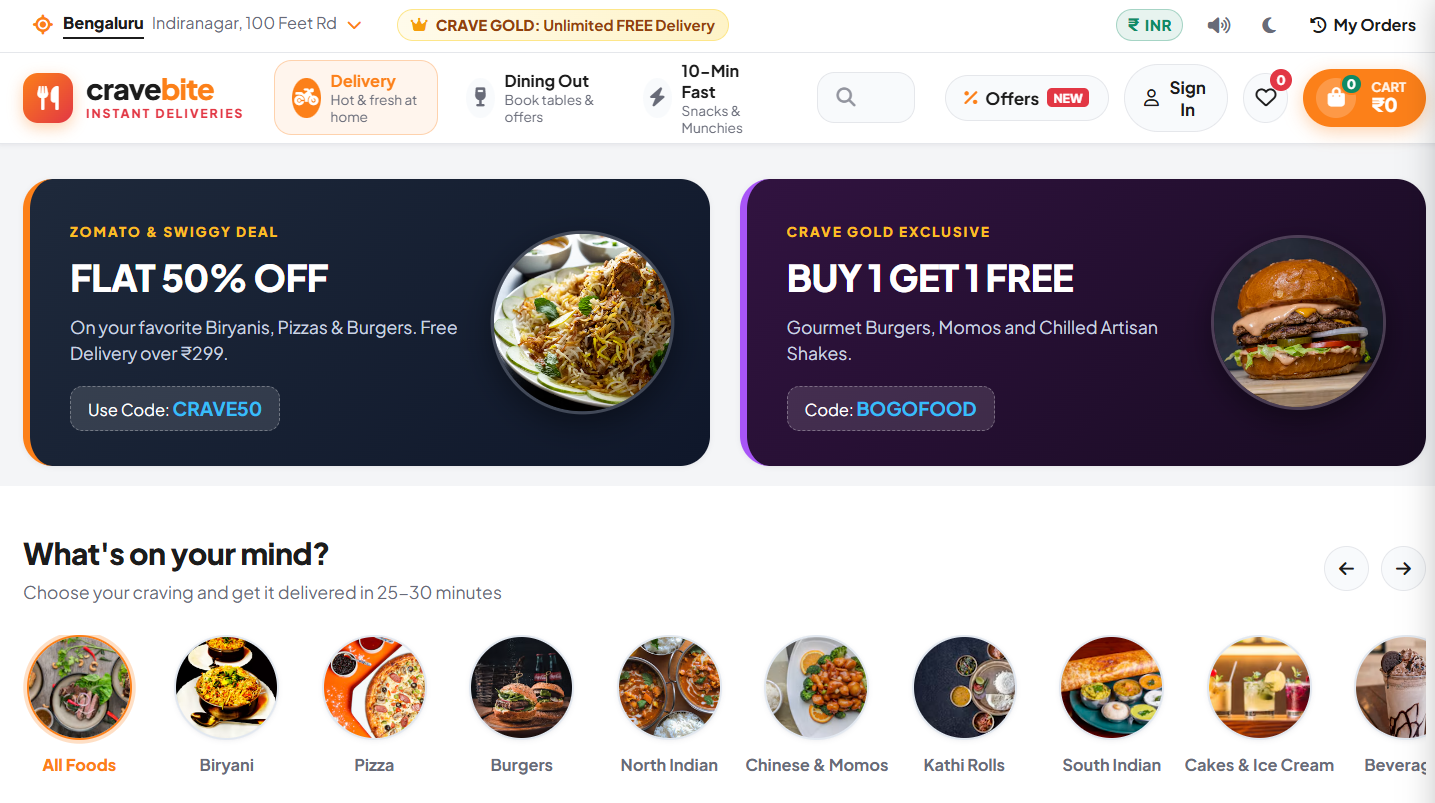 Bengaluru Indiranagar, 100 Feet Rd
CRAVE GOLD: Unlimited FREE Delivery
₹ INR
My Orders
cravebite
INSTANT DELIVERIES
Delivery
Hot & fresh at
home
Dining Out
Book tables &
offers
10-Min
Fast
Snacks &
Munchies
Offers NEW
Sign
In
0
0
CART
₹0
ZOMATO & SWIGGY DEAL
FLAT 50% OFF
On your favorite Biryanis, Pizzas & Burgers. Free
Delivery over ₹299.
Use Code: CRAVE50
CRAVE GOLD EXCLUSIVE
BUY 1 GET 1 FREE
Gourmet Burgers, Momos and Chilled Artisan
Shakes.
Code: BOGOFOOD
What's on your mind?
Choose your craving and get it delivered in 25–30 minutes
All Foods
Biryani
Pizza
Burgers
North Indian
Chinese & Momos
Kathi Rolls
South Indian
Cakes & Ice Cream
Beverag